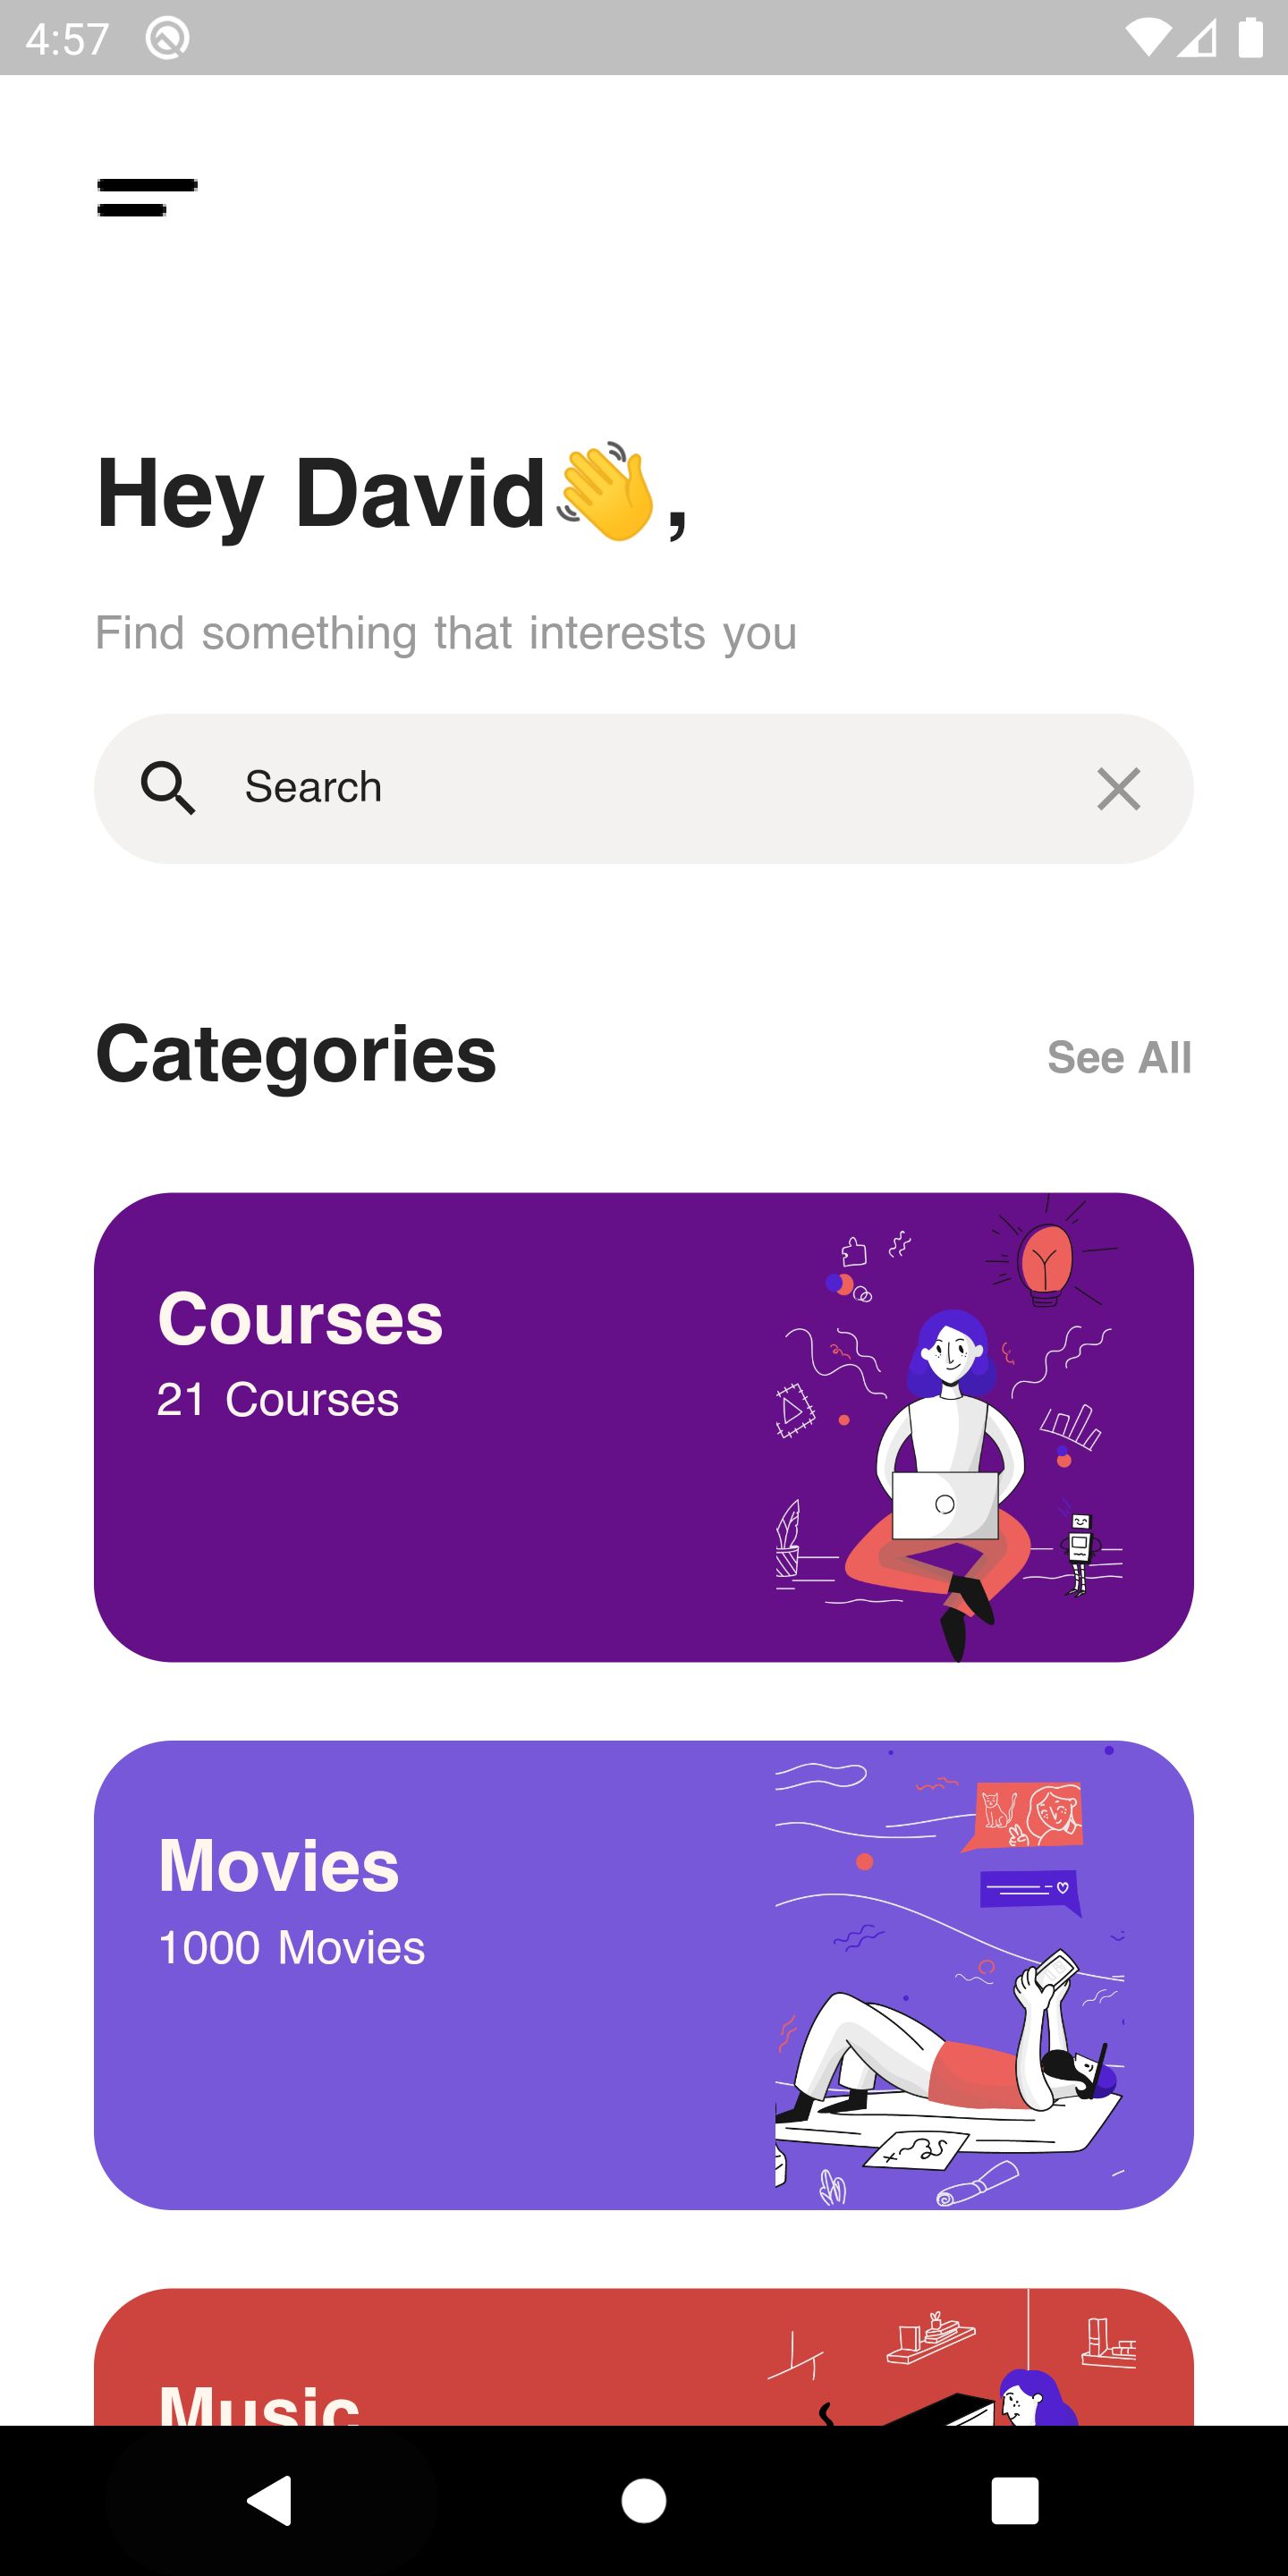 4:57
Hey David👋,
Find something that interests you
Search
Categories
See All
Courses
21 Courses
Movies
1000 Movies
Music